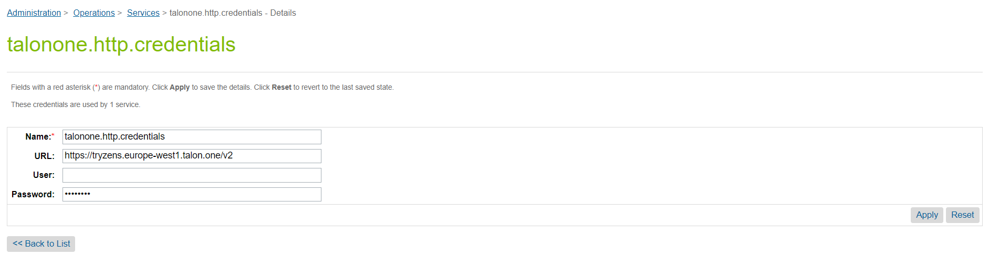 Administration > Operations > Services > talonone.http.credentials - Details
talonone.http.credentials
Fields with a red asterisk (*) are mandatory. Click Apply to save the details. Click Reset to revert to the last saved state.
These credentials are used by 1 service.
Name:* talonone.http.credentials
URL: https://tryzens.europe-west1.talon.one/v2
User:
Password: ••••••••
Apply Reset
<< Back to List